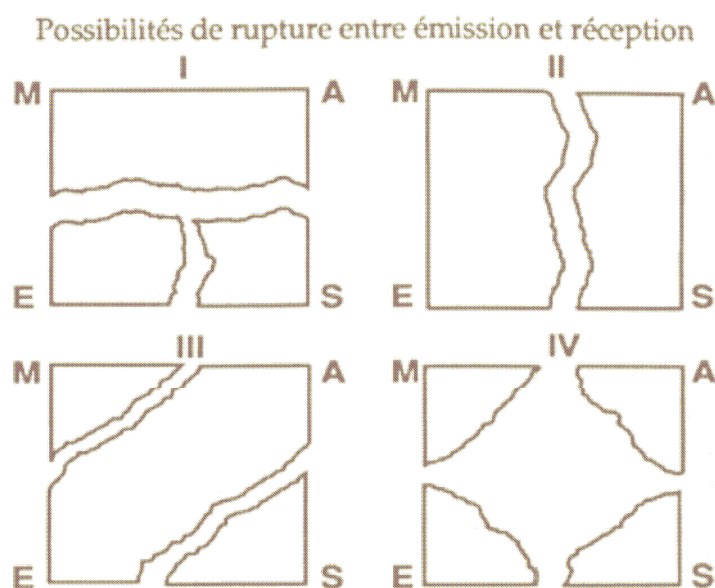 Possibilités de rupture entre émission et réception
I II
M A M A
E S E S
III IV
M A M A
E S E S